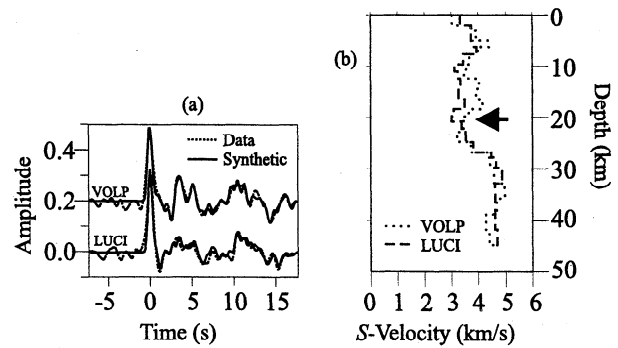 (a)
Amplitude
0.4
0.2
0.0
Data
Synthetic
VOLP
LUCI
-5 0 5 10 15
Time (s)
(b)
0
10
20
30
40
50
Depth (km)
VOLP
LUCI
0 1 2 3 4 5 6
S-Velocity (km/s)